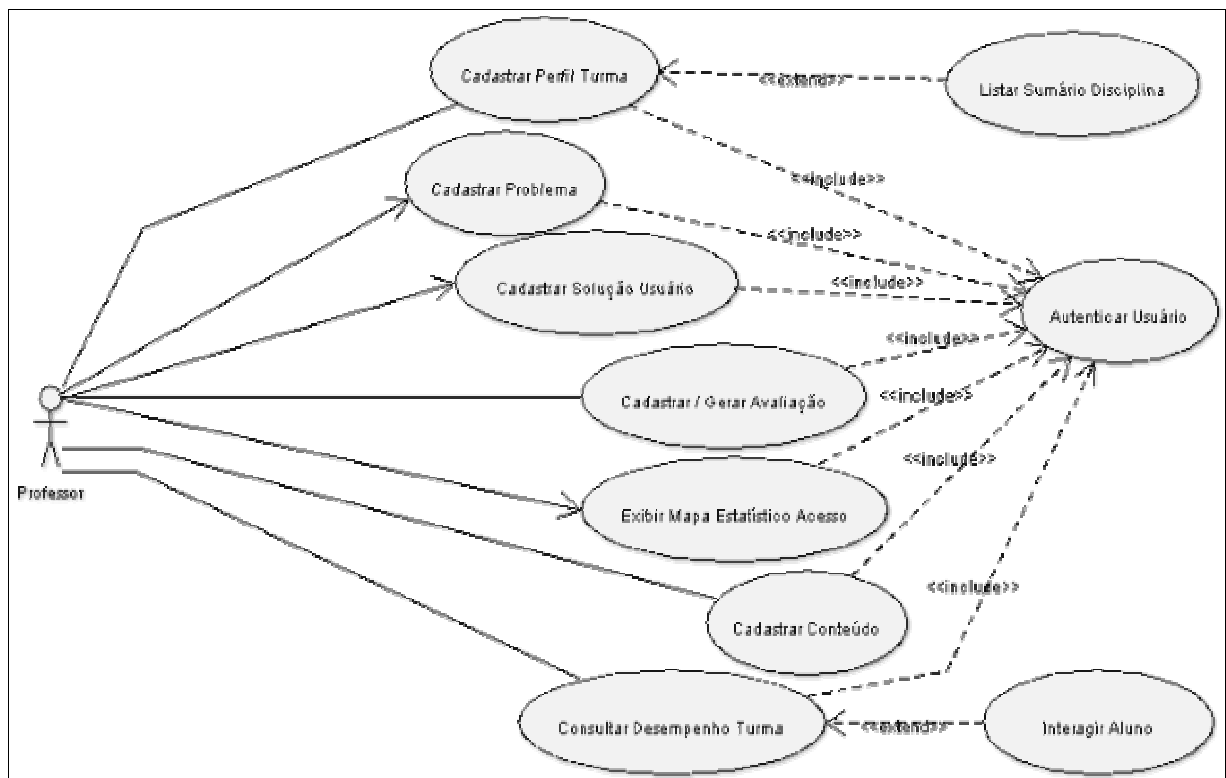 Cadastrar Perfil Turma
<<extend>>
Listar Sumário Disciplina
<<include>>
Cadastrar Problema
<<include>>
Cadastrar Solução Usuário
<<include>>
Autenticar Usuário
<<include>>
Cadastrar / Gerar Avaliação
<<include>>
<<include>>
Professor
Exibir Mapa Estatístico Acesso
<<include>>
Cadastrar Conteúdo
Consultar Desempenho Turma
<<extend>>
Interagir Aluno